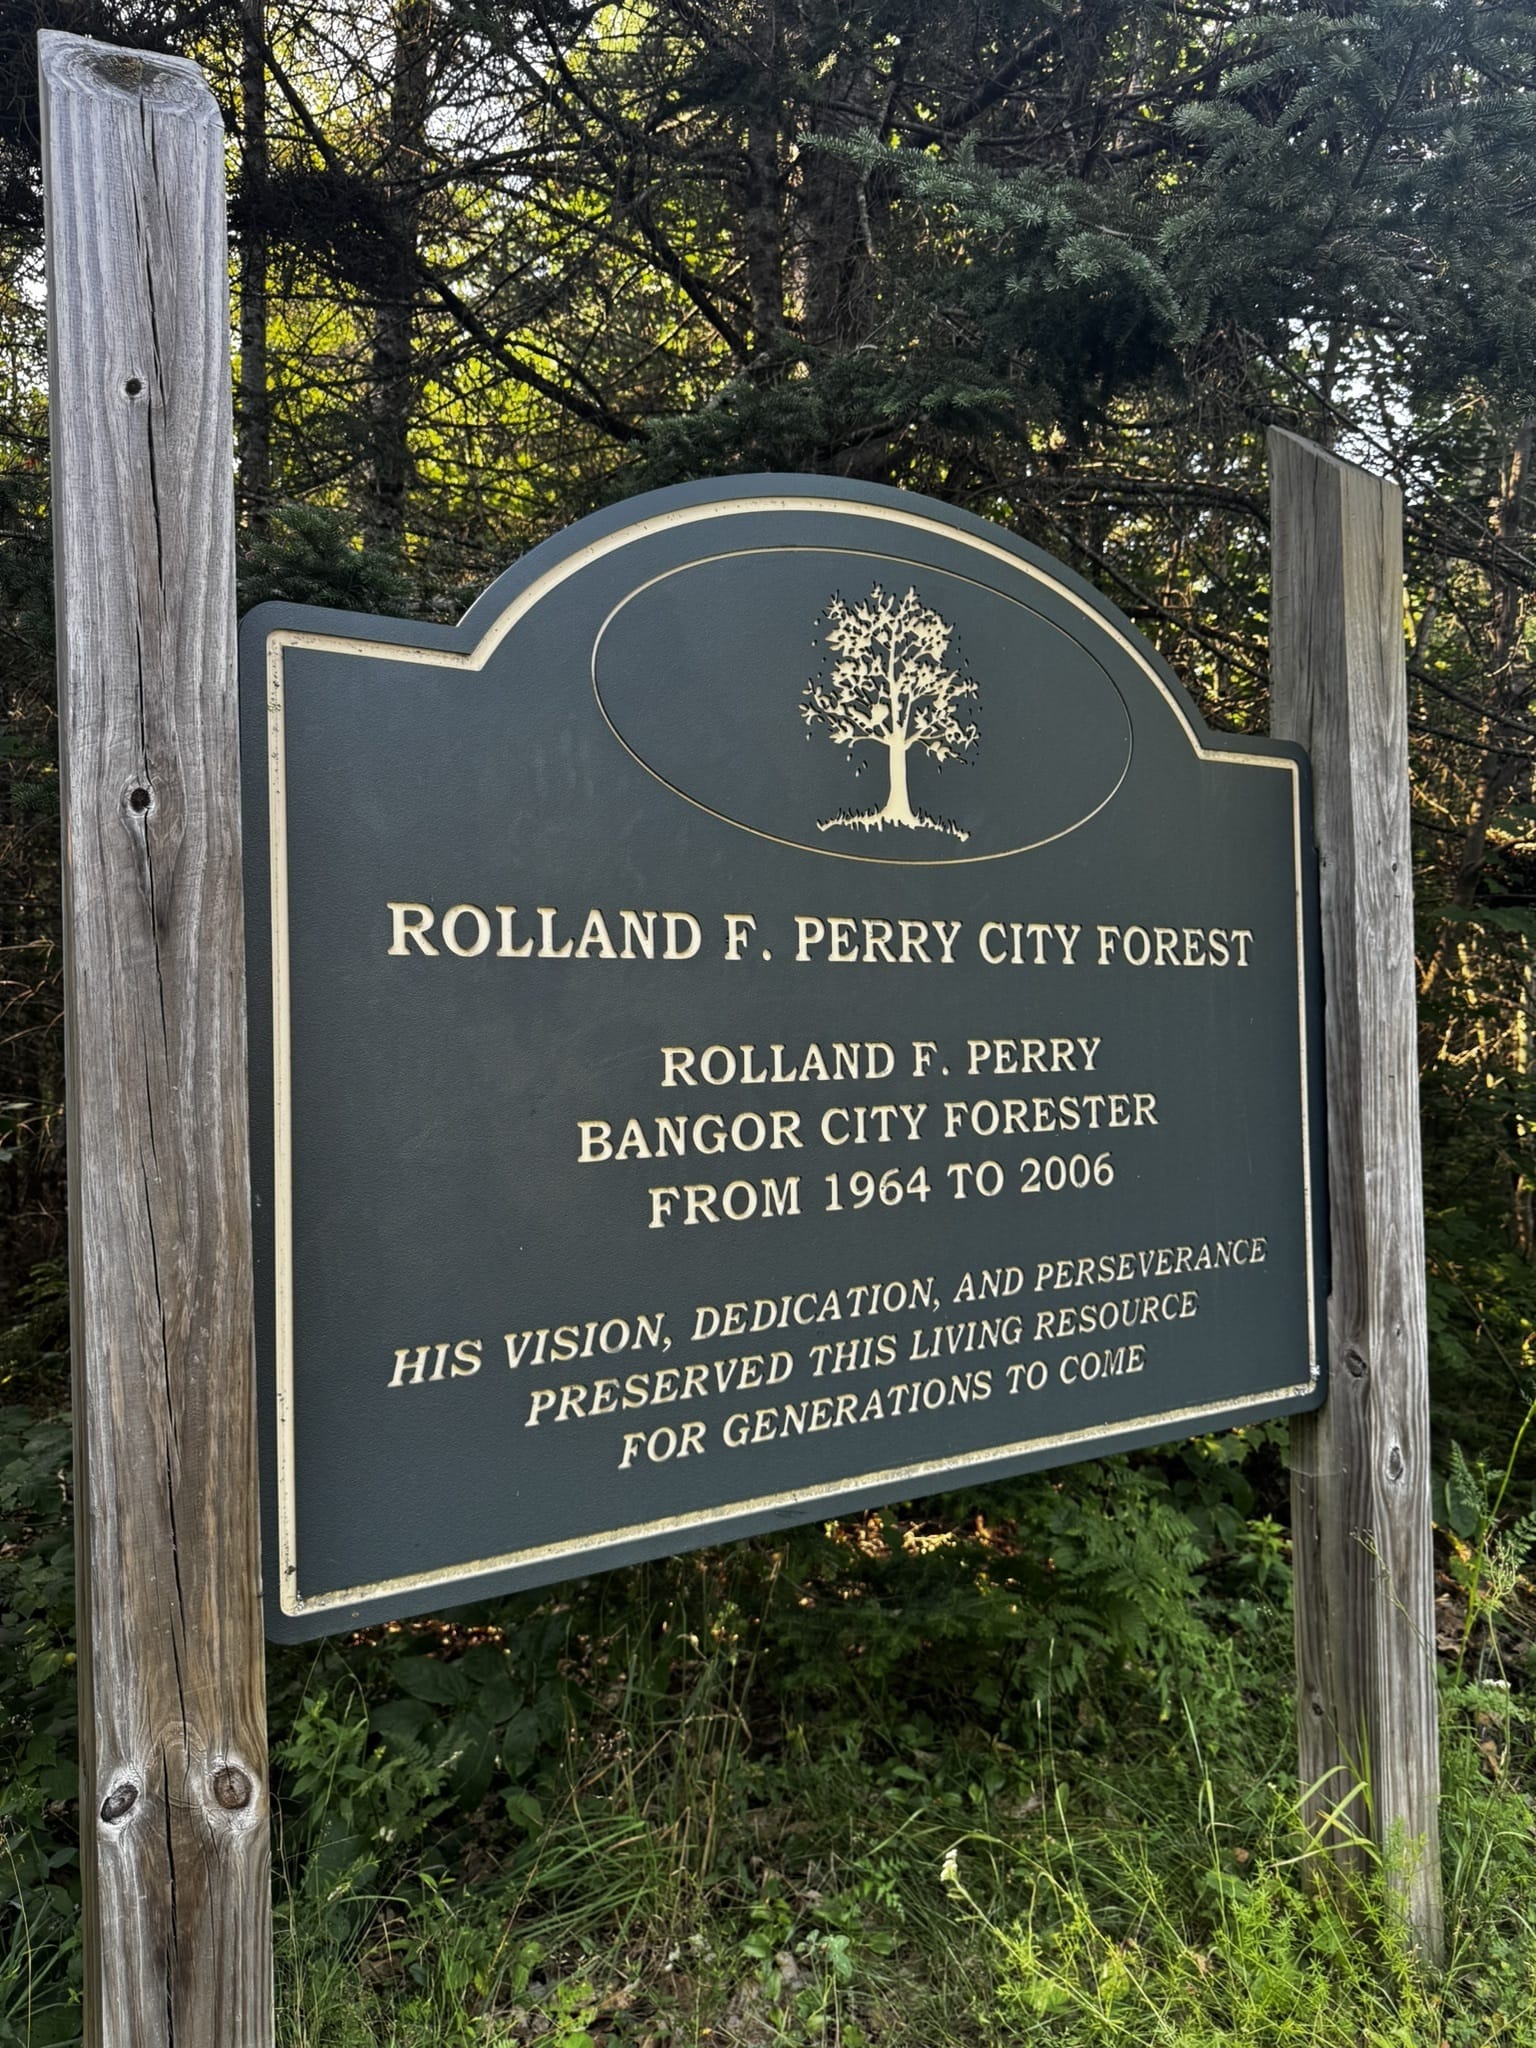 ROLLAND F. PERRY CITY FOREST
ROLLAND F. PERRY
BANGOR CITY FORESTER
FROM 1964 TO 2006
HIS VISION, DEDICATION, AND PERSEVERANCE
PRESERVED THIS LIVING RESOURCE
FOR GENERATIONS TO COME